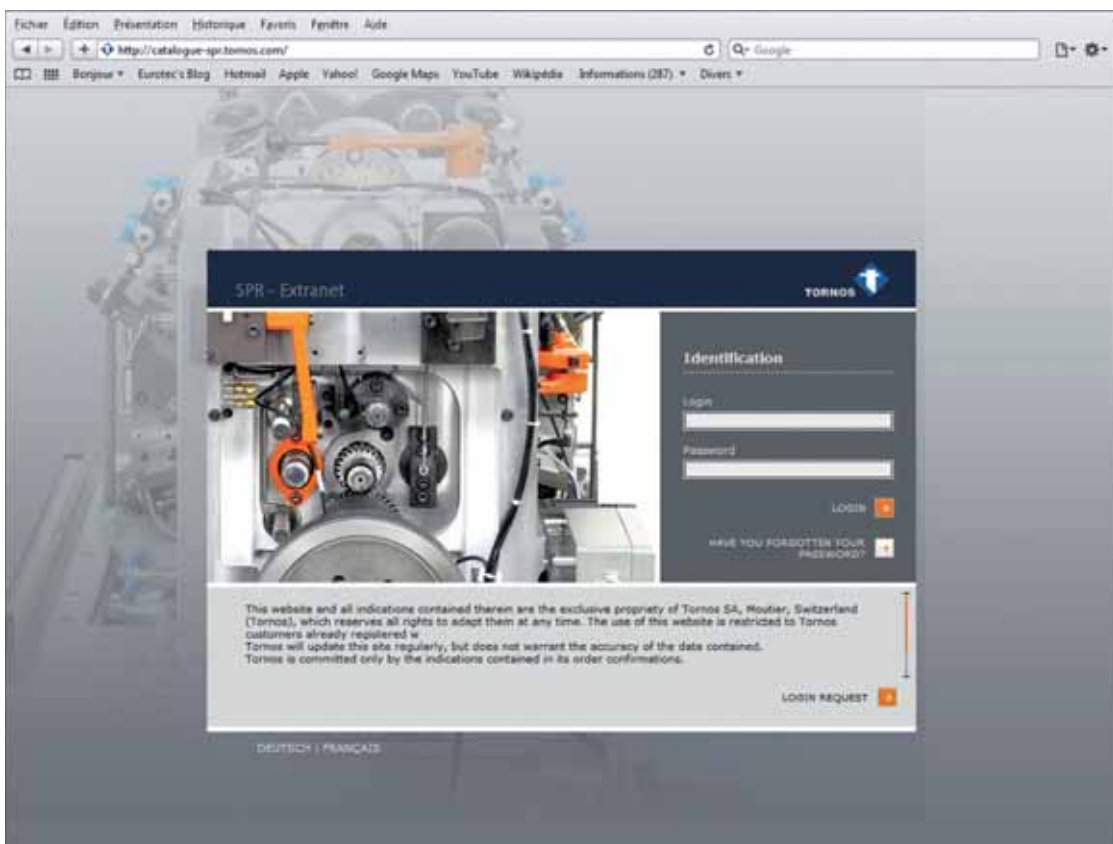 Fichier Édition Présentation Historique Favoris Fenêtre Aide
http://catalogue-spr.tornos.com/
Google
Bonjour Eurotec's Blog Hotmail Apple Yahoo! Google Maps YouTube Wikipédia Informations (287) Divers
SPR - Extranet
TORNOS
Identification
Login
Password
LOGIN
HAVE YOU FORGOTTEN YOUR
PASSWORD?
This website and all indications contained therein are the exclusive propriety of Tornos SA, Moutier, Switzerland
(Tornos), which reserves all rights to adapt them at any time. The use of this website is restricted to Tornos
customers already registered w
Tornos will update this site regularly, but does not warrant the accuracy of the data contained.
Tornos is committed only by the indications contained in its order confirmations.
LOGIN REQUEST
DEUTSCH | FRANÇAIS